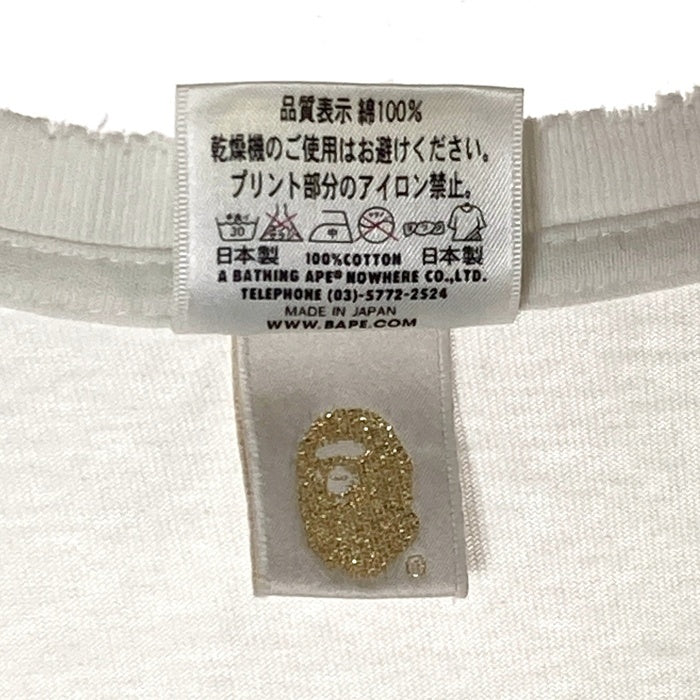 品質表示 綿100%
乾燥機のご使用はお避けください。
プリント部分のアイロン禁止。
30 中
日本製 100%COTTON 日本製
A BATHING APE® NOWHERE CO.,LTD.
TELEPHONE (03)-5772-2524
MADE IN JAPAN
WWW.BAPE.COM
®